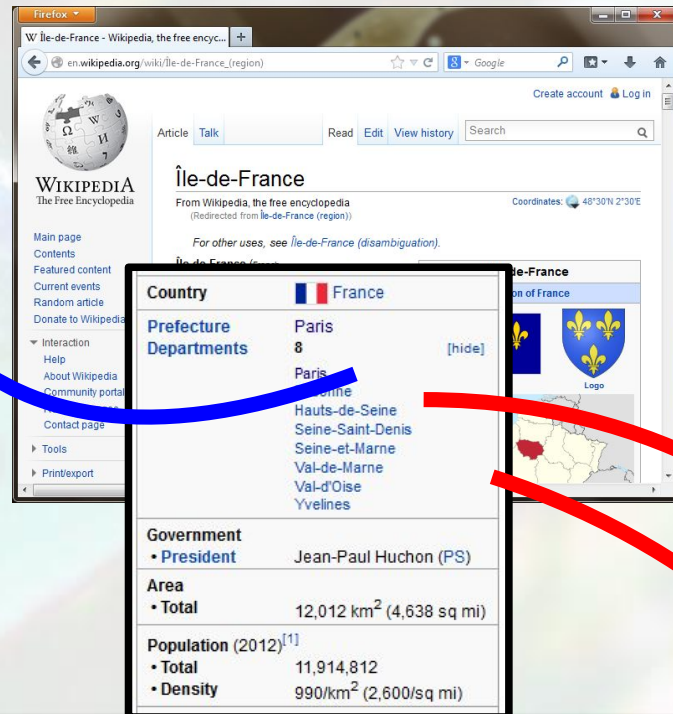 Firefox
W Île-de-France - Wikipedia, the free encyc... +
en.wikipedia.org/wiki/Île-de-France_(region)
8 Google
Create account Log in
Article Talk Read Edit View history Search
WIKIPEDIA
The Free Encyclopedia
Île-de-France
From Wikipedia, the free encyclopedia
(Redirected from Île-de-France (region))
Coordinates: 48°30′N 2°30′E
For other uses, see Île-de-France (disambiguation).
Main page
Contents
Featured content
Current events
Random article
Donate to Wikipedia
Interaction
Help
About Wikipedia
Community portal
Contact page
Tools
Print/export
Île-de-France
de-France
on of France
Logo
Country France
Prefecture Paris
Departments 8 [hide]
Paris
Hauts-de-Seine
Seine-Saint-Denis
Seine-et-Marne
Val-de-Marne
Val-d'Oise
Yvelines
Government
• President Jean-Paul Huchon (PS)
Area
• Total 12,012 km² (4,638 sq mi)
Population (2012)[1]
• Total 11,914,812
• Density 990/km² (2,600/sq mi)